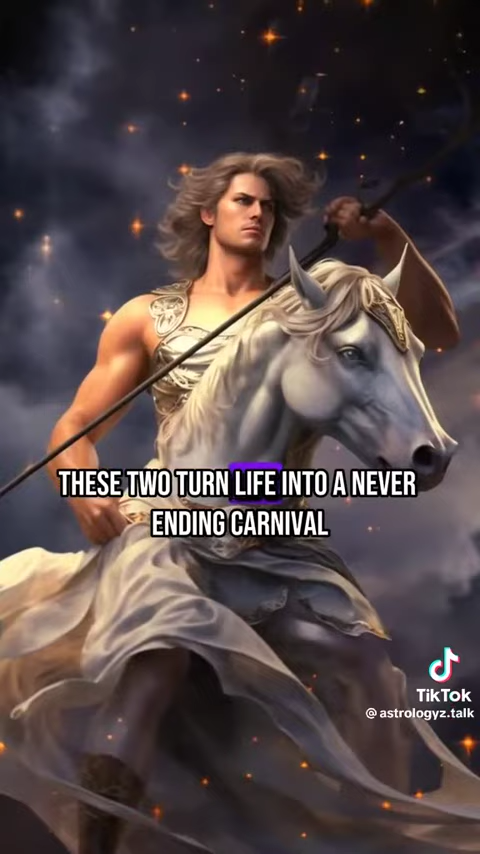 THESE TWO TURN LIFE INTO A NEVER
ENDING CARNIVAL
TikTok
@astrologyz.talk